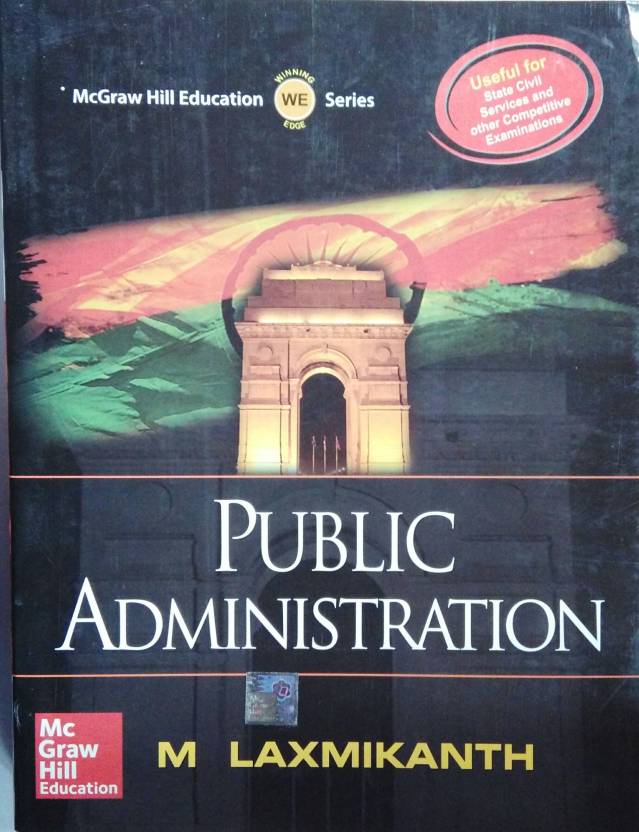 McGraw Hill Education WE Series
WINNING
EDGE
Useful for
State Civil
Services and
other Competitive
Examinations
PUBLIC
ADMINISTRATION
Mc
Graw
Hill
Education
M LAXMIKANTH